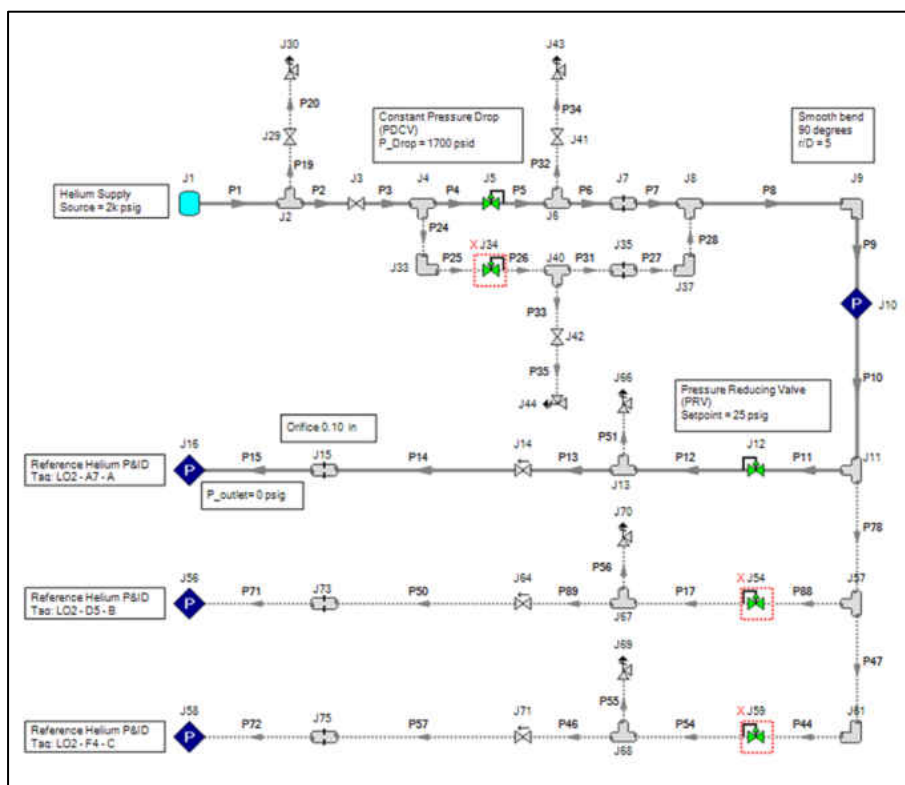 J30
J43
P20
Constant Pressure Drop
(PDCV)
P_Drop = 1700 psid
P34
Smooth bend
90 degrees
r/D = 5
J29
J41
P19
P32
J1
J3
J4
J5
J7
J8
J9
Helium Supply
Source = 2k psig
P1
P2
P3
P4
P5
P6
P7
P8
J2
J6
P24
P28
P9
X J34
J40
J35
J33
P25
P26
P31
P27
J37
P
J10
P33
J42
P35
J66
P10
Pressure Reducing Valve
(PRV)
Setpoint = 25 psig
J44
Orifice 0.10 in
P51
J16
J15
J14
J12
Reference Helium P&ID
Taq: LO2 - A7 - A
P
P15
P14
P13
P12
P11
J11
J13
P_outlet= 0 psig
J70
P78
P56
J56
J73
J64
X J54
J57
Reference Helium P&ID
Taq: LO2 - D5 - B
P
P71
P50
P89
P17
P88
J67
J69
P47
P55
J58
J75
J71
X J59
J61
Reference Helium P&ID
Taq: LO2 - F4 - C
P
P72
P57
P46
P54
P44
J68